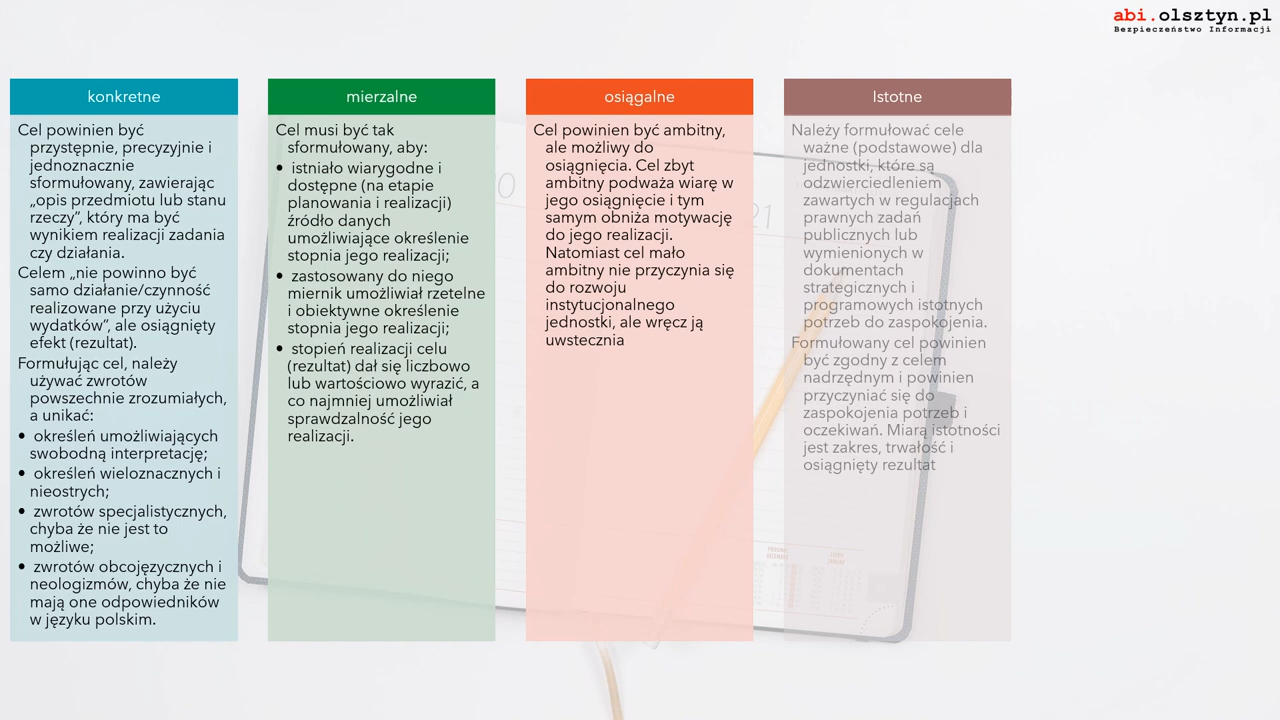 abi.olsztyn.pl
Bezpieczeństwo Informacji
konkretne
Cel powinien być
przystępnie, precyzyjnie i
jednoznacznie
sformułowany, zawierając
„opis przedmiotu lub stanu
rzeczy”, który ma być
wynikiem realizacji zadania
czy działania.
Celem „nie powinno być
samo działanie/czynność
realizowane przy użyciu
wydatków”, ale osiągnięty
efekt (rezultat).
Formułując cel, należy
używać zwrotów
powszechnie zrozumiałych,
a unikać:
• określeń umożliwiających
swobodną interpretację;
• określeń wieloznacznych i
nieostrych;
• zwrotów specjalistycznych,
chyba że nie jest to
możliwe;
• zwrotów obcojęzycznych i
neologizmów, chyba że nie
mają one odpowiedników
w języku polskim.
mierzalne
Cel musi być tak
sformułowany, aby:
• istniało wiarygodne i
dostępne (na etapie
planowania i realizacji)
źródło danych
umożliwiające określenie
stopnia jego realizacji;
• zastosowany do niego
miernik umożliwiał rzetelne
i obiektywne określenie
stopnia jego realizacji;
• stopień realizacji celu
(rezultat) dał się liczbowo
lub wartościowo wyrazić, a
co najmniej umożliwiał
sprawdzalność jego
realizacji.
osiągalne
Cel powinien być ambitny,
ale możliwy do
osiągnięcia. Cel zbyt
ambitny podważa wiarę w
jego osiągnięcie i tym
samym obniża motywację
do jego realizacji.
Natomiast cel mało
ambitny nie przyczynia się
do rozwoju
instytucjonalnego
jednostki, ale wręcz ją
uwstecznia
Istotne
Należy formułować cele
ważne (podstawowe) dla
jednostki, które są
odzwierciedleniem
zawartych w regulacjach
prawnych zadań
publicznych lub
wymienionych w
dokumentach
strategicznych i
programowych istotnych
potrzeb do zaspokojenia.
Formułowany cel powinien
być zgodny z celem
nadrzędnym i powinien
przyczyniać się do
zaspokojenia potrzeb i
oczekiwań. Miarą istotności
jest zakres, trwałość i
osiągnięty rezultat
21